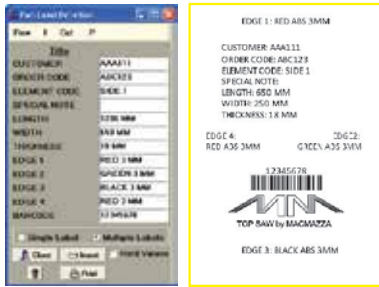 Title
CUSTOMER AAA111
ORDER CODE ABC123
ELEMENT CODE SIDE 1
SPECIAL NOTE
LENGTH
WIDTH
THICKNESS 18 MM
EDGE 1 RED 3 MM
EDGE 2 GREEN 3 MM
EDGE 3 BLACK 3 MM
EDGE 4 RED 3 MM
BARCODE 12345678
Single Label Multiple Labels
Close Print
EDGE 1: RED ABS 3MM
CUSTOMER: AAA111
ORDER CODE: ABC123
ELEMENT CODE: SIDE 1
SPECIAL NOTE:
LENGTH: 650 MM
WIDTH: 250 MM
THICKNESS: 18 MM
EDGE 4: EDGE2:
RED ABS 3MM GREEN ABS 3MM
12345678
TOP SAW by MAGMAZZA
EDGE 3: BLACK ABS 3MM